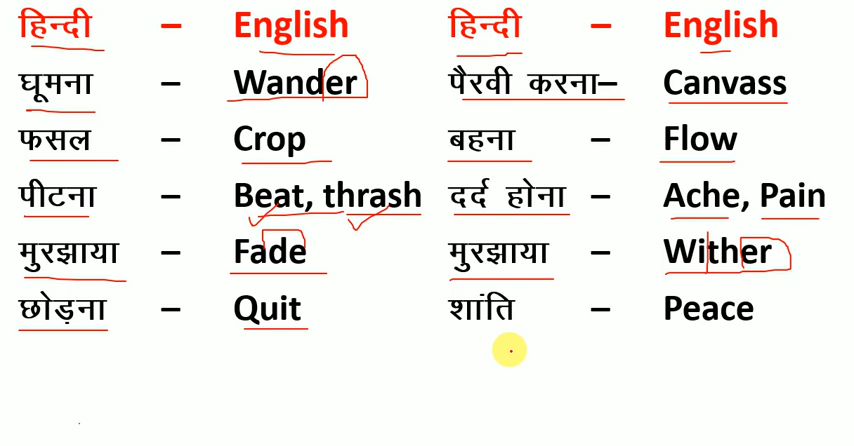 हिन्दी – English हिन्दी – English
घूमना – Wander पैरवी करना– Canvass
फसल – Crop बहना – Flow
पीटना – Beat, thrash दर्द होना – Ache, Pain
मुरझाया – Fade मुरझाया – Wither
छोड़ना – Quit शांति – Peace